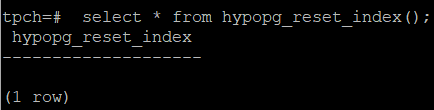 tpch=#  select * from hypopg_reset_index();
 hypopg_reset_index
--------------------
(1 row)